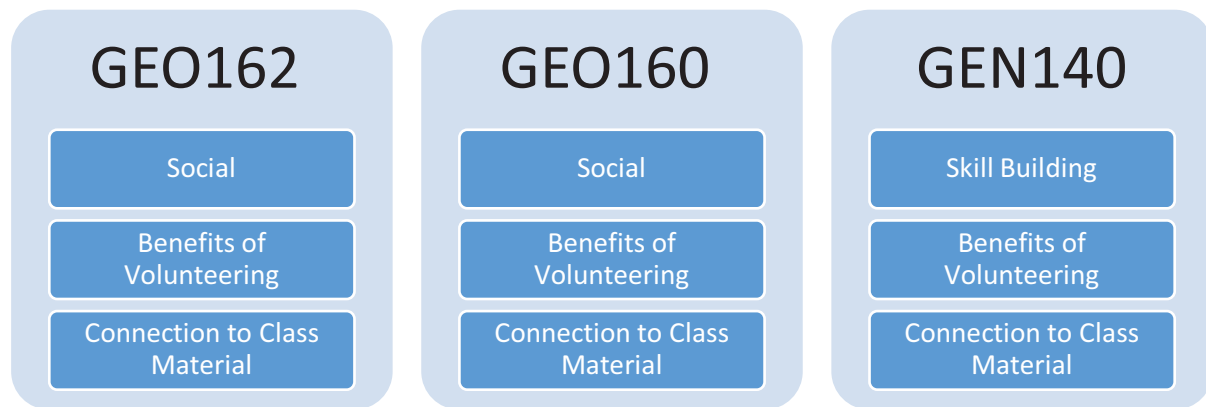 GEO162
Social
Benefits of
Volunteering
Connection to Class
Material
GEO160
Social
Benefits of
Volunteering
Connection to Class
Material
GEN140
Skill Building
Benefits of
Volunteering
Connection to Class
Material